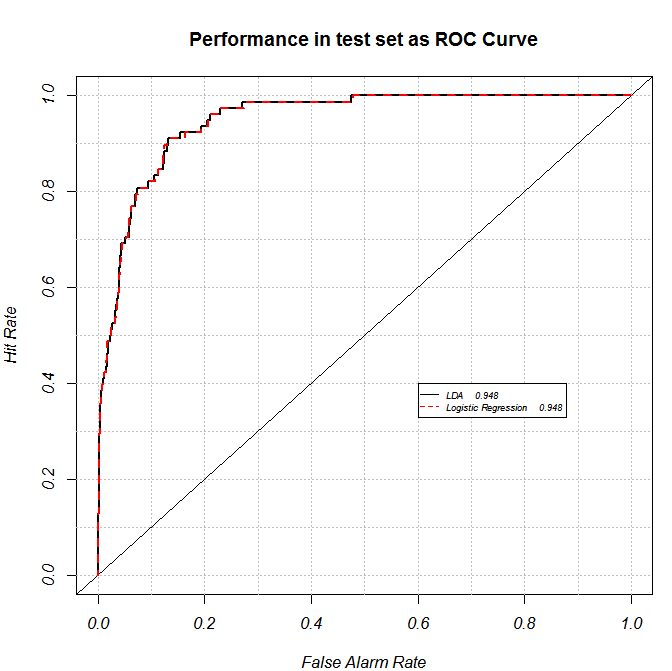 Performance in test set as ROC Curve
1.0
0.8
0.6
0.4
0.2
0.0
Hit Rate
LDA 0.948
Logistic Regression 0.948
0.0 0.2 0.4 0.6 0.8 1.0
False Alarm Rate